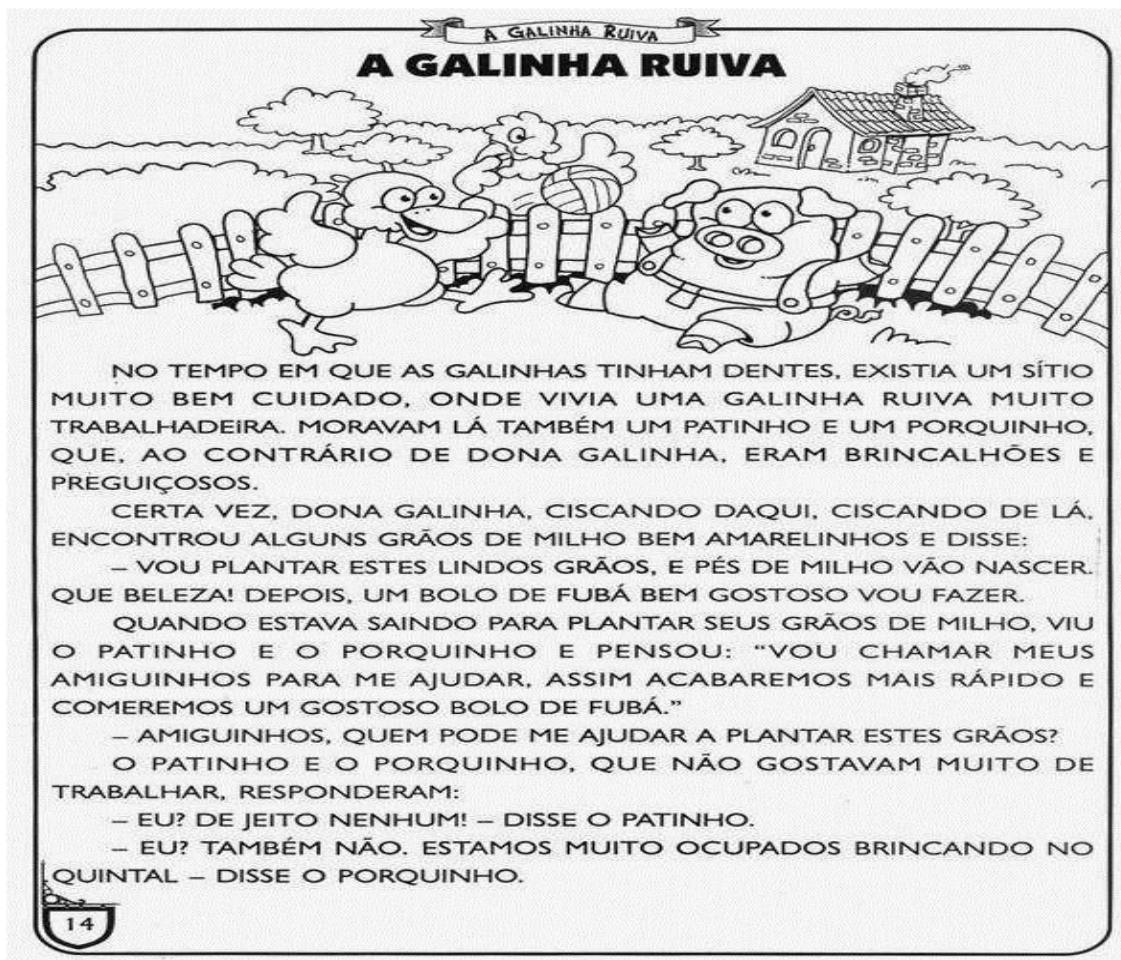 A GALINHA RUIVA
A GALINHA RUIVA
NO TEMPO EM QUE AS GALINHAS TINHAM DENTES, EXISTIA UM SÍTIO
MUITO BEM CUIDADO, ONDE VIVIA UMA GALINHA RUIVA MUITO
TRABALHADEIRA. MORAVAM LÁ TAMBÉM UM PATINHO E UM PORQUINHO,
QUE, AO CONTRÁRIO DE DONA GALINHA, ERAM BRINCALHÕES E
PREGUIÇOSOS.
CERTA VEZ, DONA GALINHA, CISCANDO DAQUI, CISCANDO DE LÁ,
ENCONTROU ALGUNS GRÃOS DE MILHO BEM AMARELINHOS E DISSE:
– VOU PLANTAR ESTES LINDOS GRÃOS, E PÉS DE MILHO VÃO NASCER.
QUE BELEZA! DEPOIS, UM BOLO DE FUBÁ BEM GOSTOSO VOU FAZER.
QUANDO ESTAVA SAINDO PARA PLANTAR SEUS GRÃOS DE MILHO, VIU
O PATINHO E O PORQUINHO E PENSOU: “VOU CHAMAR MEUS
AMIGUINHOS PARA ME AJUDAR, ASSIM ACABAREMOS MAIS RÁPIDO E
COMEREMOS UM GOSTOSO BOLO DE FUBÁ.”
– AMIGUINHOS, QUEM PODE ME AJUDAR A PLANTAR ESTES GRÃOS?
O PATINHO E O PORQUINHO, QUE NÃO GOSTAVAM MUITO DE
TRABALHAR, RESPONDERAM:
– EU? DE JEITO NENHUM! – DISSE O PATINHO.
– EU? TAMBÉM NÃO. ESTAMOS MUITO OCUPADOS BRINCANDO NO
QUINTAL – DISSE O PORQUINHO.
14